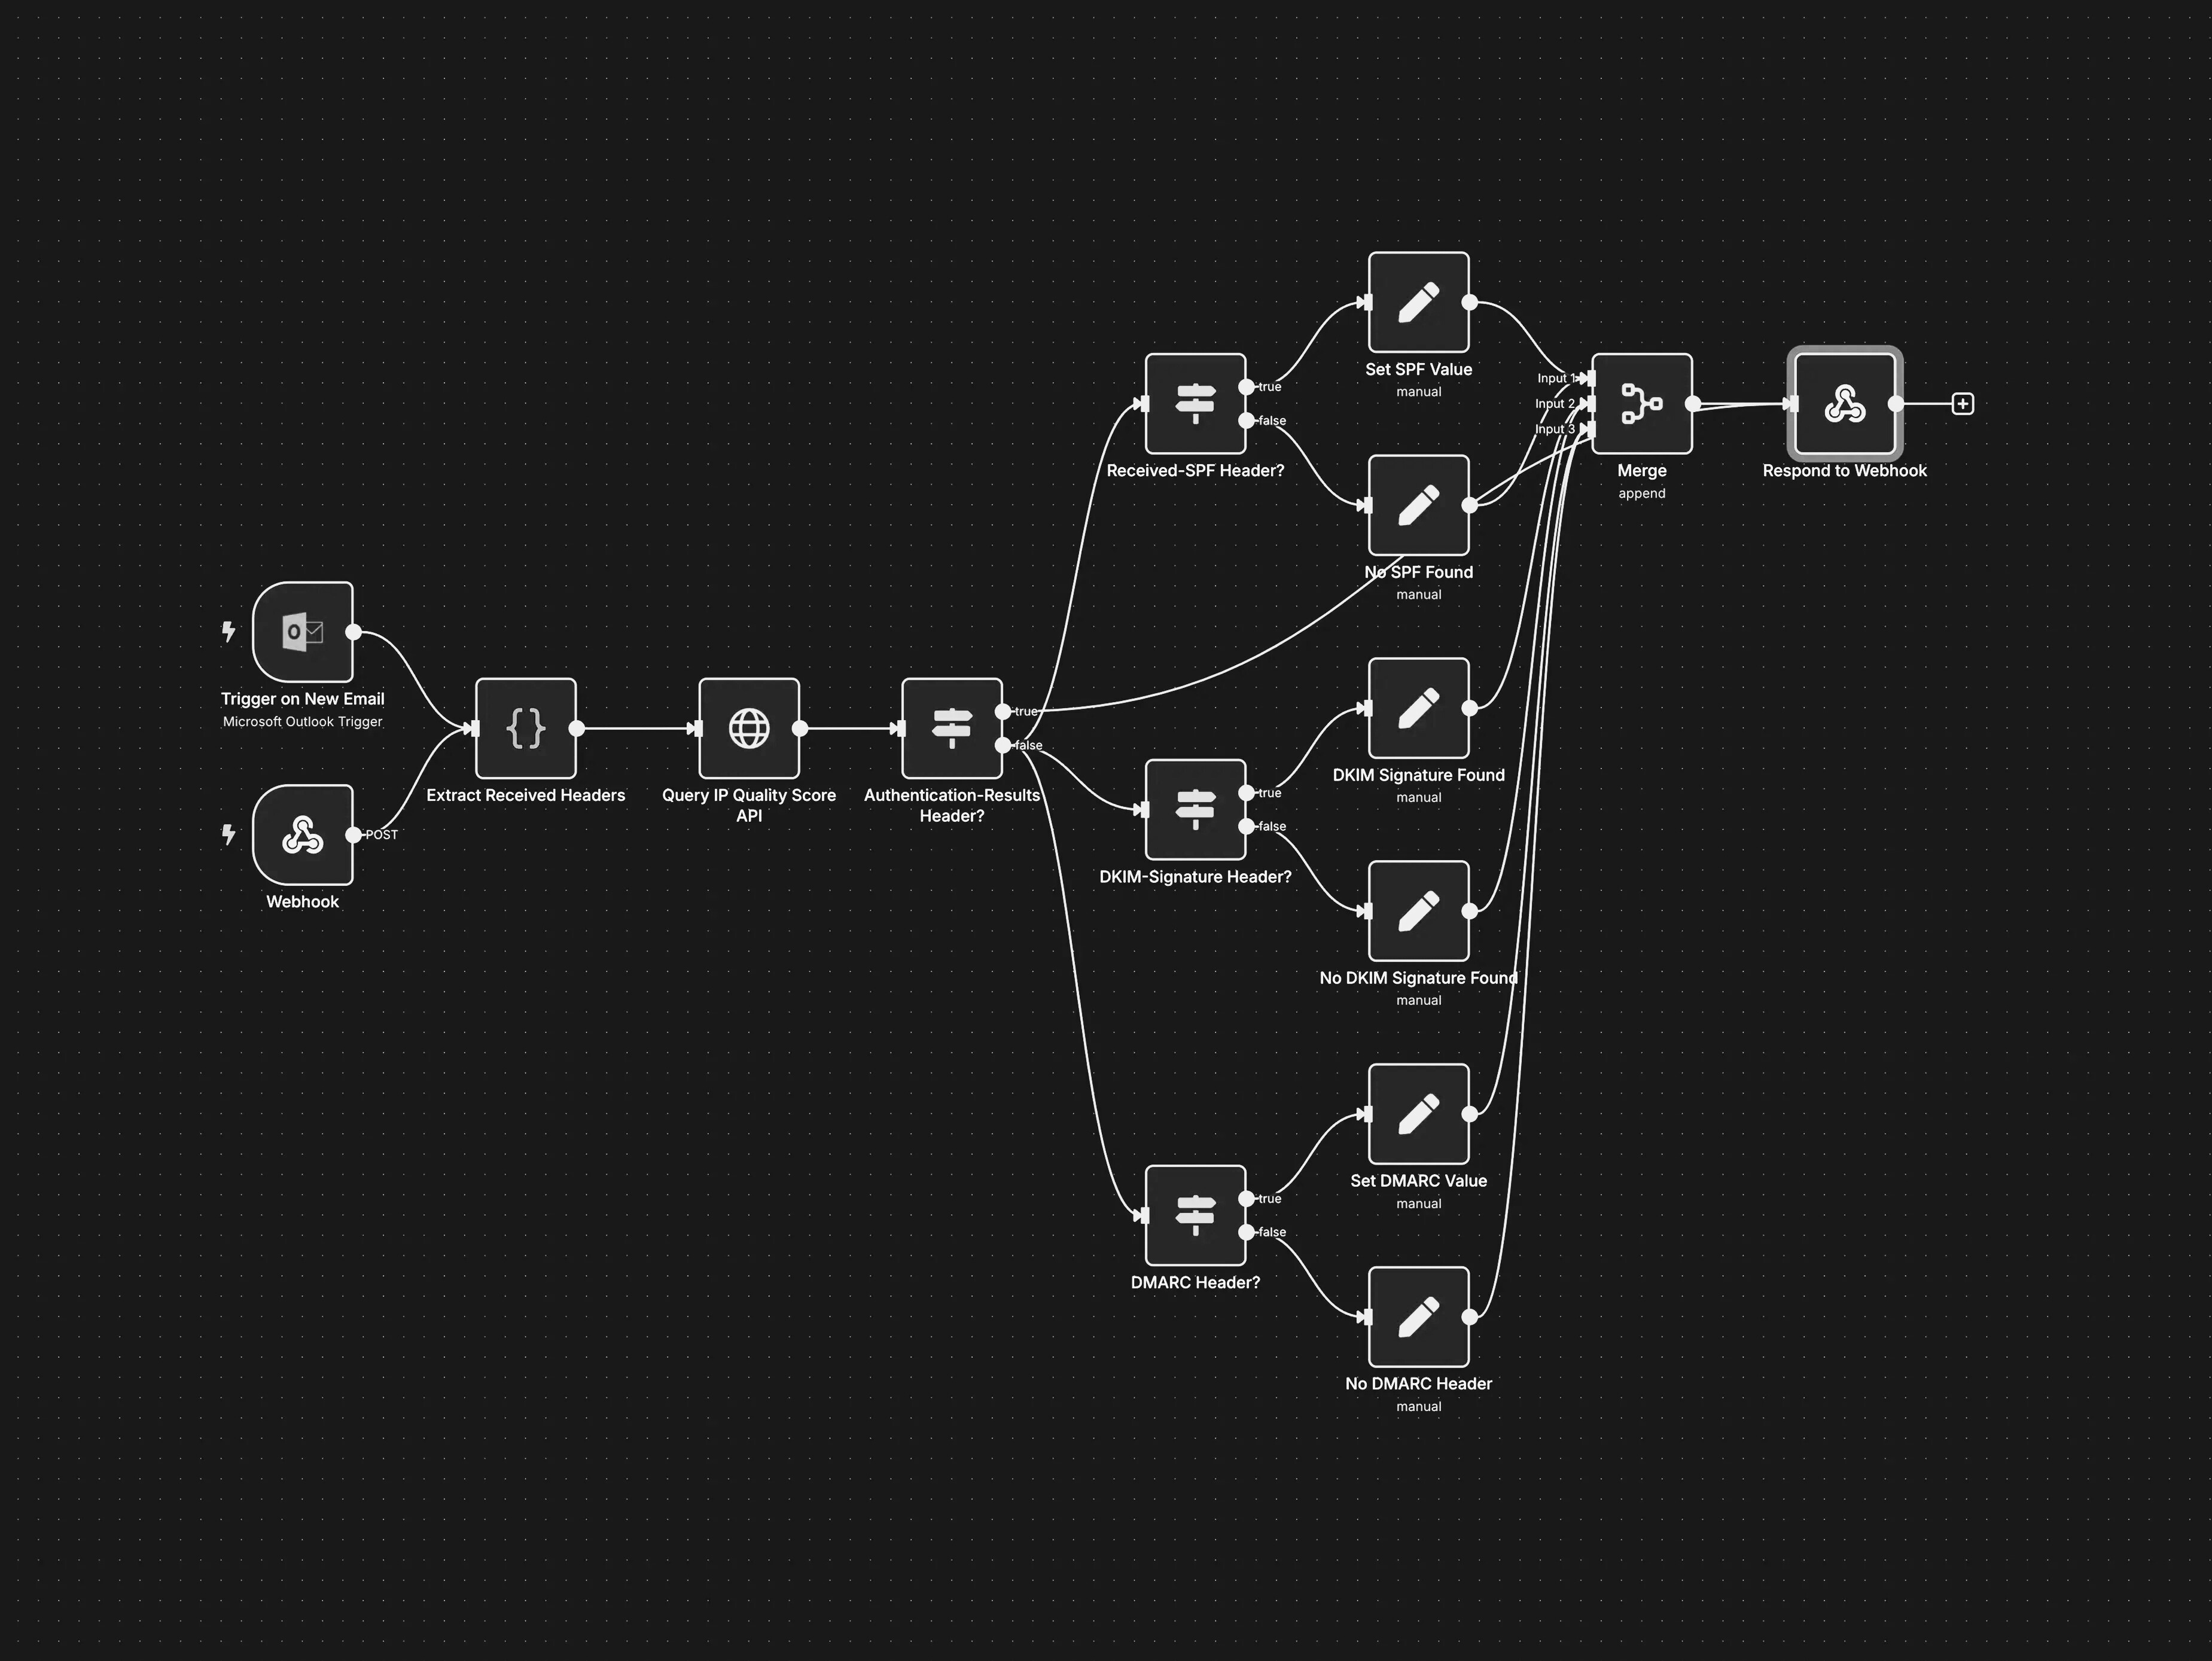 Set SPF Value
manual
true
false
Received-SPF Header?
Input 1
Input 2
Input 3
Merge
append
Respond to Webhook
No SPF Found
manual
Trigger on New Email
Microsoft Outlook Trigger
POST
Webhook
{}
Extract Received Headers
Query IP Quality Score
API
true
false
Authentication-Results
Header?
true
false
DKIM-Signature Header?
DKIM Signature Found
manual
No DKIM Signature Found
manual
true
false
DMARC Header?
Set DMARC Value
manual
No DMARC Header
manual